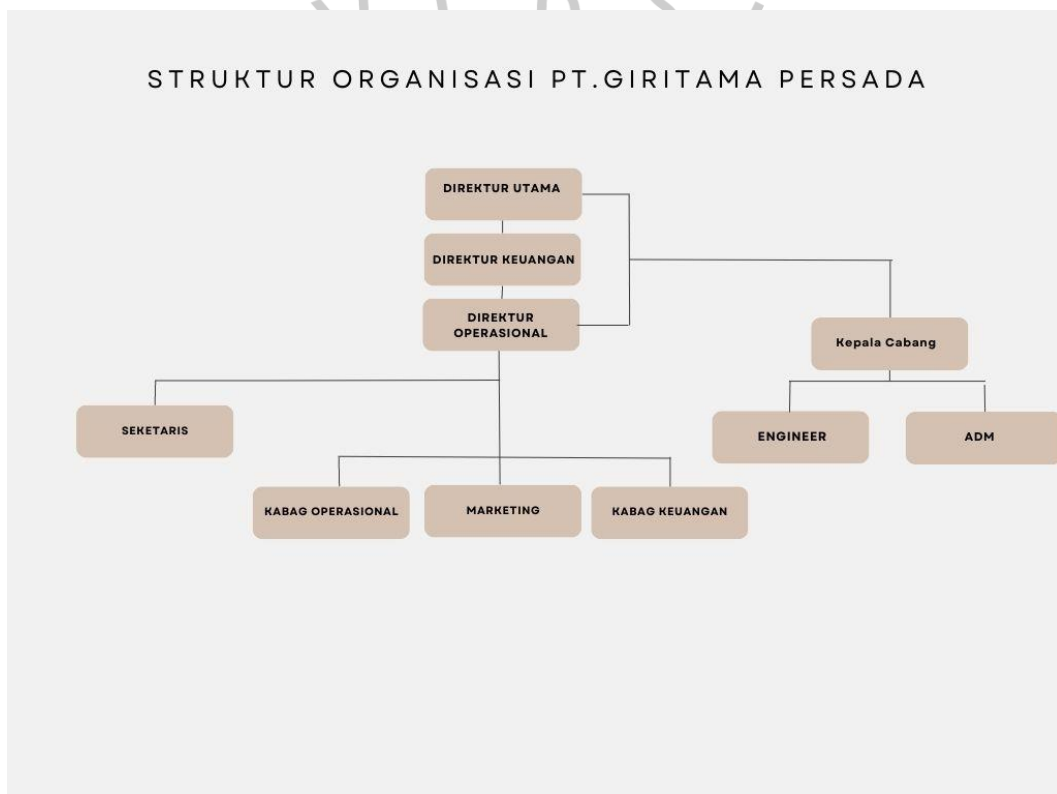 STRUKTUR ORGANISASI PT.GIRITAMA PERSADA
DIREKTUR UTAMA
DIREKTUR KEUANGAN
DIREKTUR
OPERASIONAL
Kepala Cabang
SEKETARIS
ENGINEER
ADM
KABAG OPERASIONAL
MARKETING
KABAG KEUANGAN